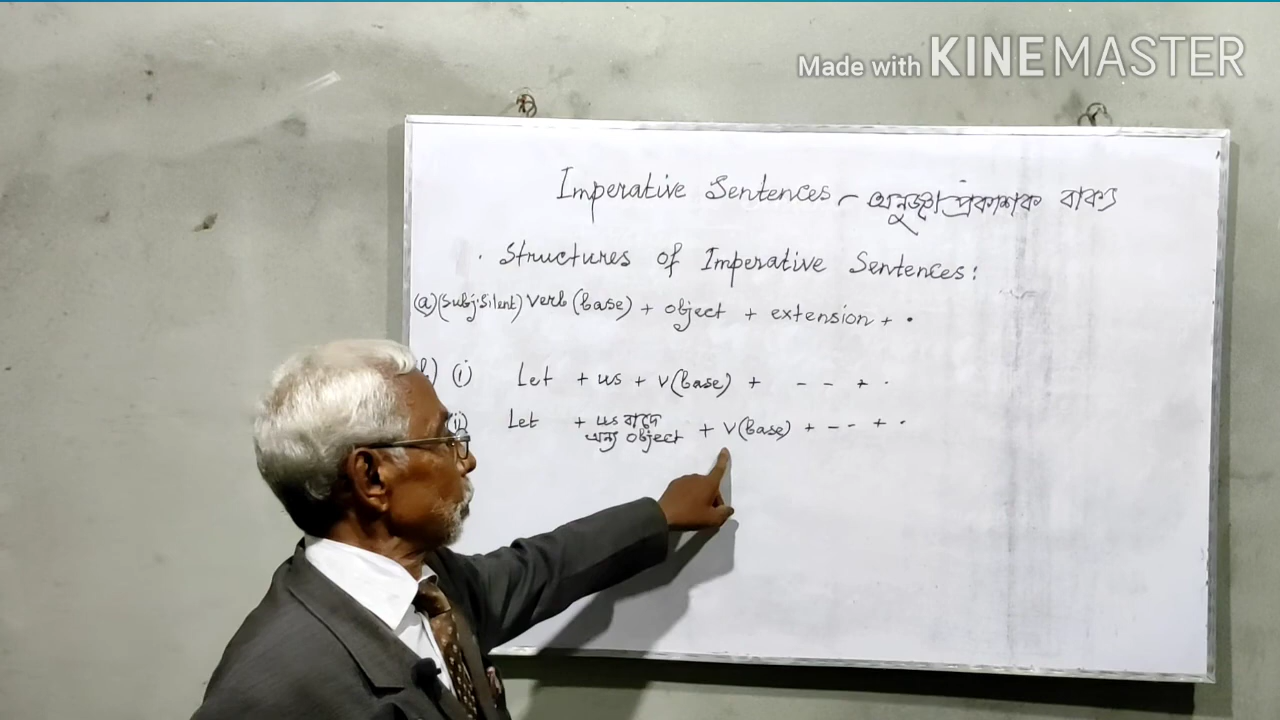 Made with KINEMASTER
Imperative Sentences - অনুজ্ঞাপ্রকাশক বাক্য
. Structures of Imperative Sentences:
(a) (Subj. Silent) Verb (base) + object + extension + .
(i) Let + us + v(base) + - - + .
Let + us বাদে + v(base) + - - + .
অন্য object